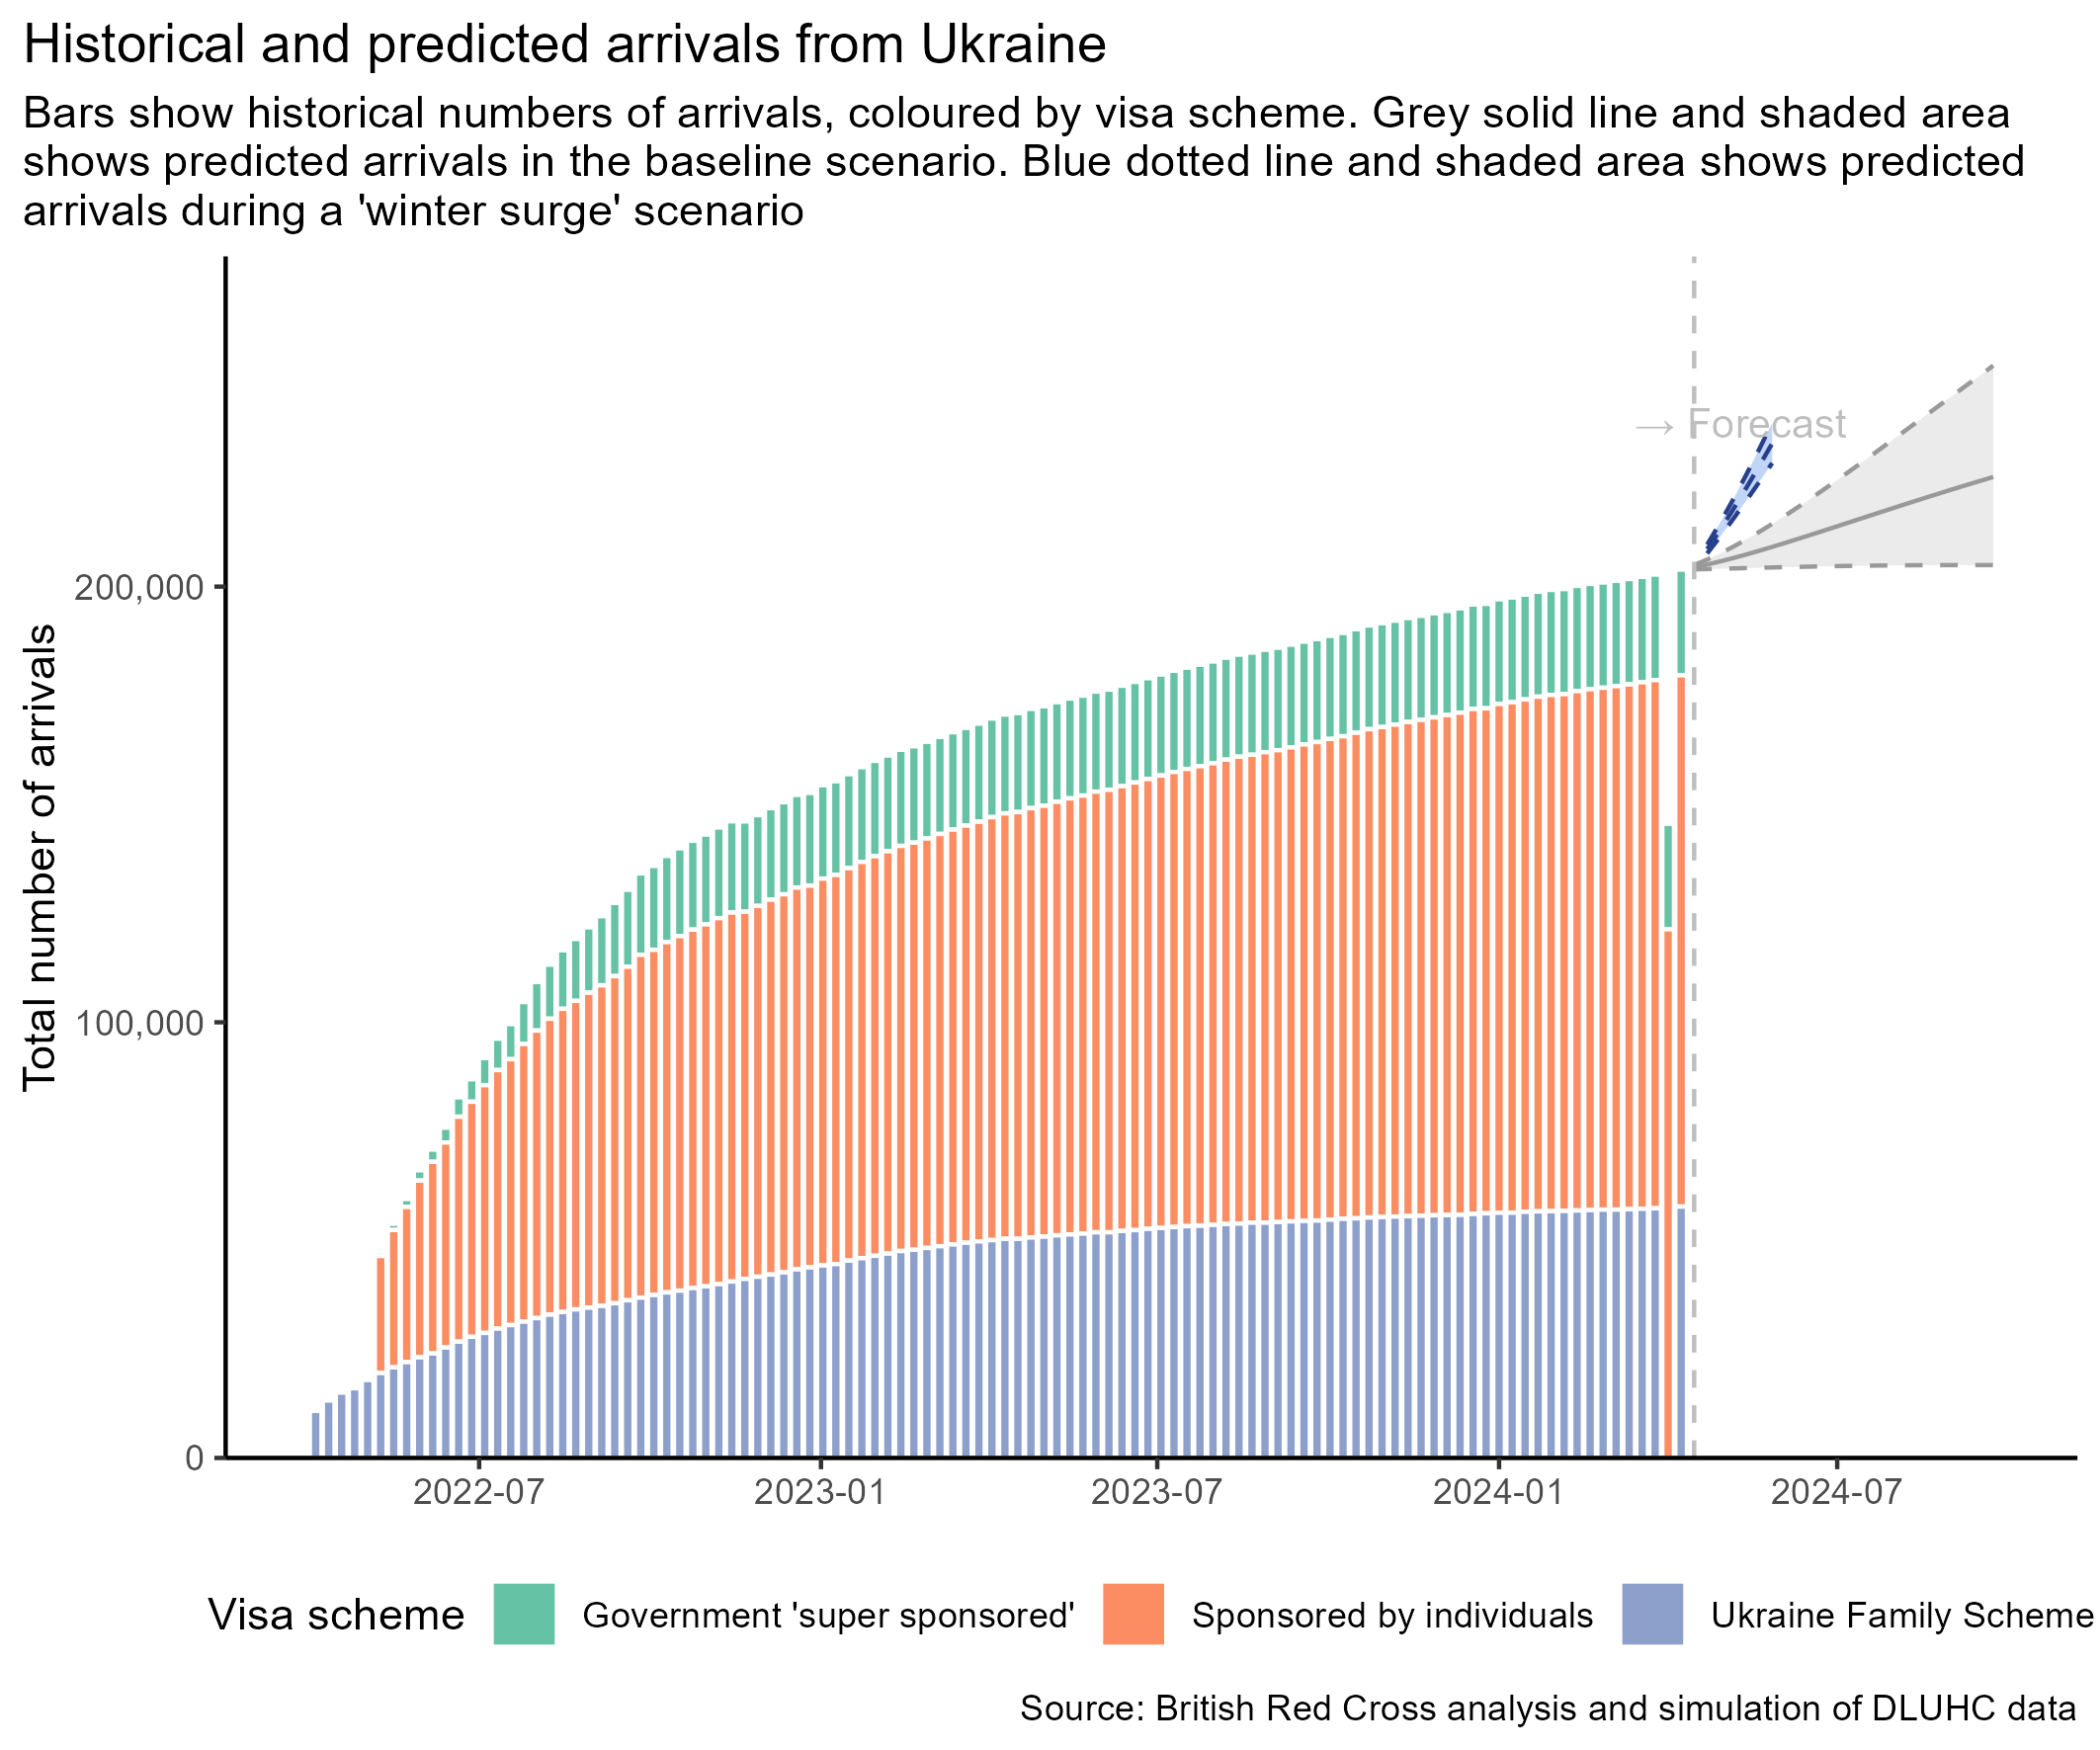 Historical and predicted arrivals from Ukraine
Bars show historical numbers of arrivals, coloured by visa scheme. Grey solid line and shaded area
shows predicted arrivals in the baseline scenario. Blue dotted line and shaded area shows predicted
arrivals during a 'winter surge' scenario
→ Forecast
Total number of arrivals
200,000
100,000
0
2022-07
2023-01
2023-07
2024-01
2024-07
Visa scheme
Government 'super sponsored'
Sponsored by individuals
Ukraine Family Scheme
Source: British Red Cross analysis and simulation of DLUHC data